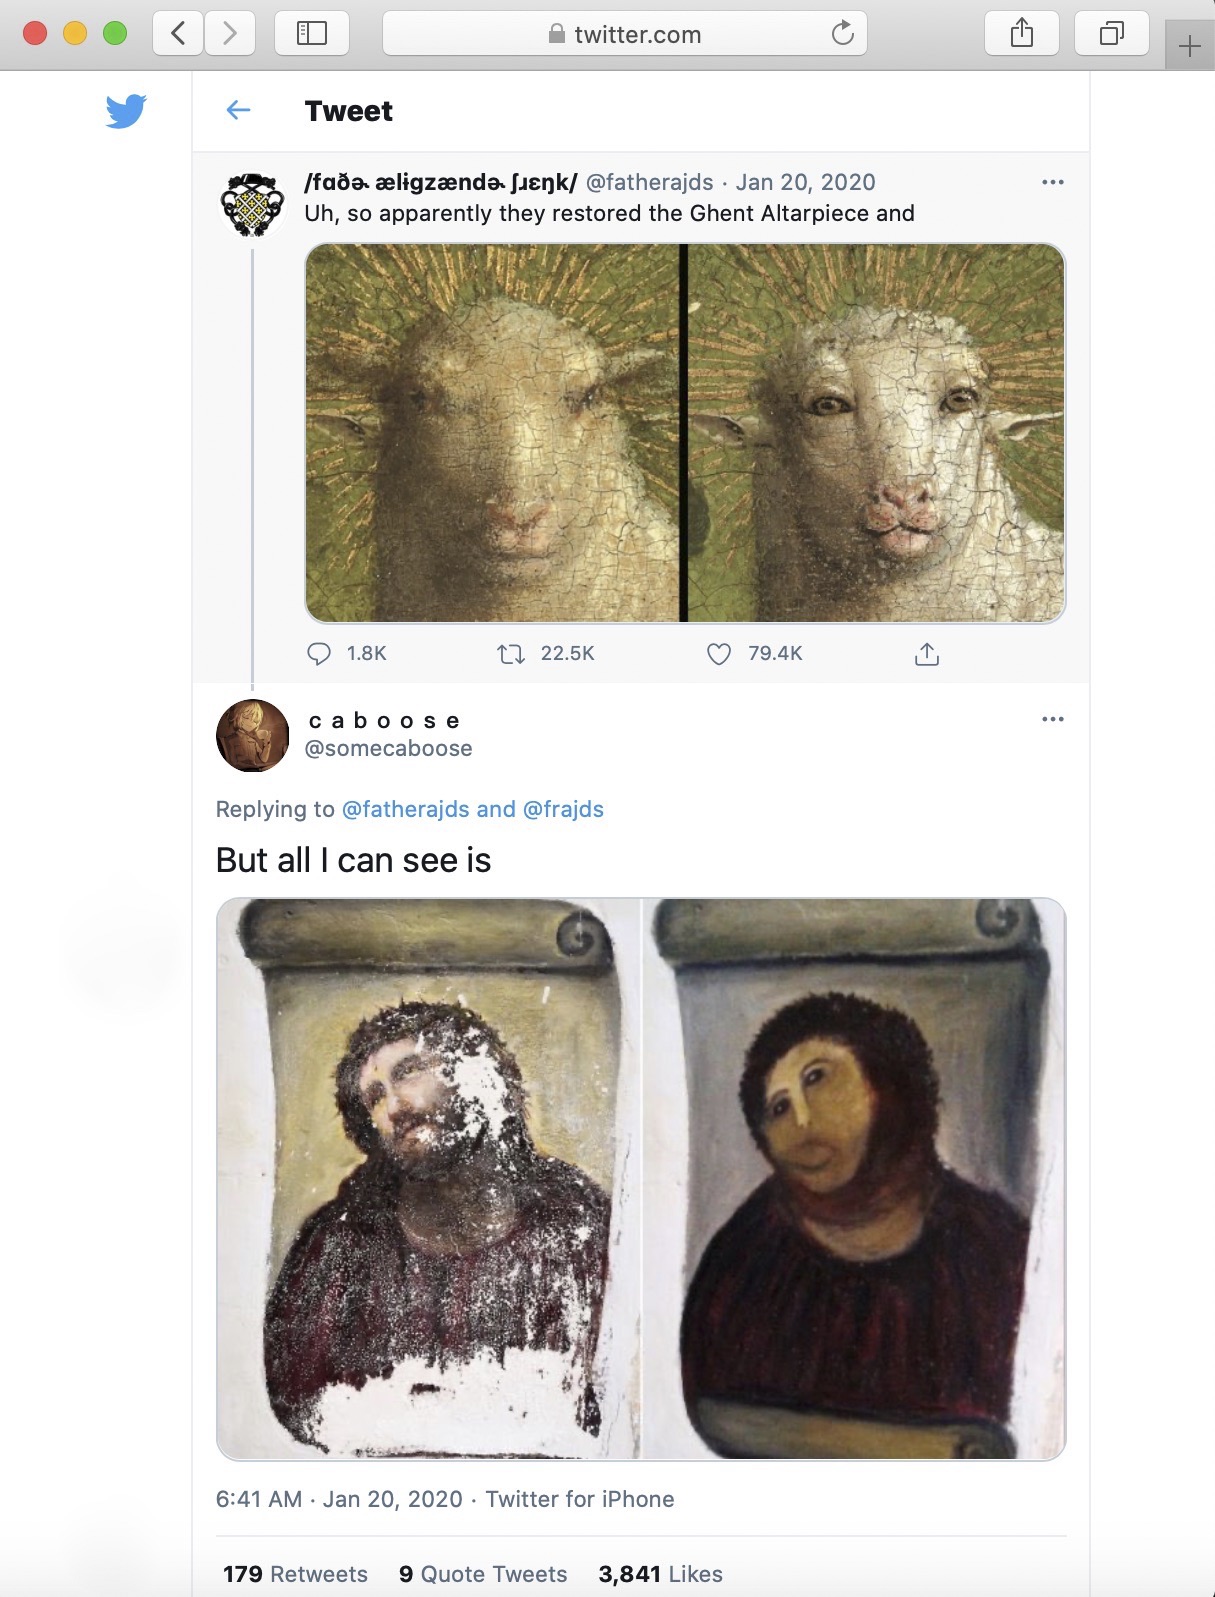 twitter.com
Tweet
/fɑðɚ ælɨgzændɚ ʃɹɛŋk/ @fatherajds · Jan 20, 2020
Uh, so apparently they restored the Ghent Altarpiece and
1.8K 22.5K 79.4K
c a b o o s e
@somecaboose
Replying to @fatherajds and @frajds
But all I can see is
6:41 AM · Jan 20, 2020 · Twitter for iPhone
179 Retweets 9 Quote Tweets 3,841 Likes